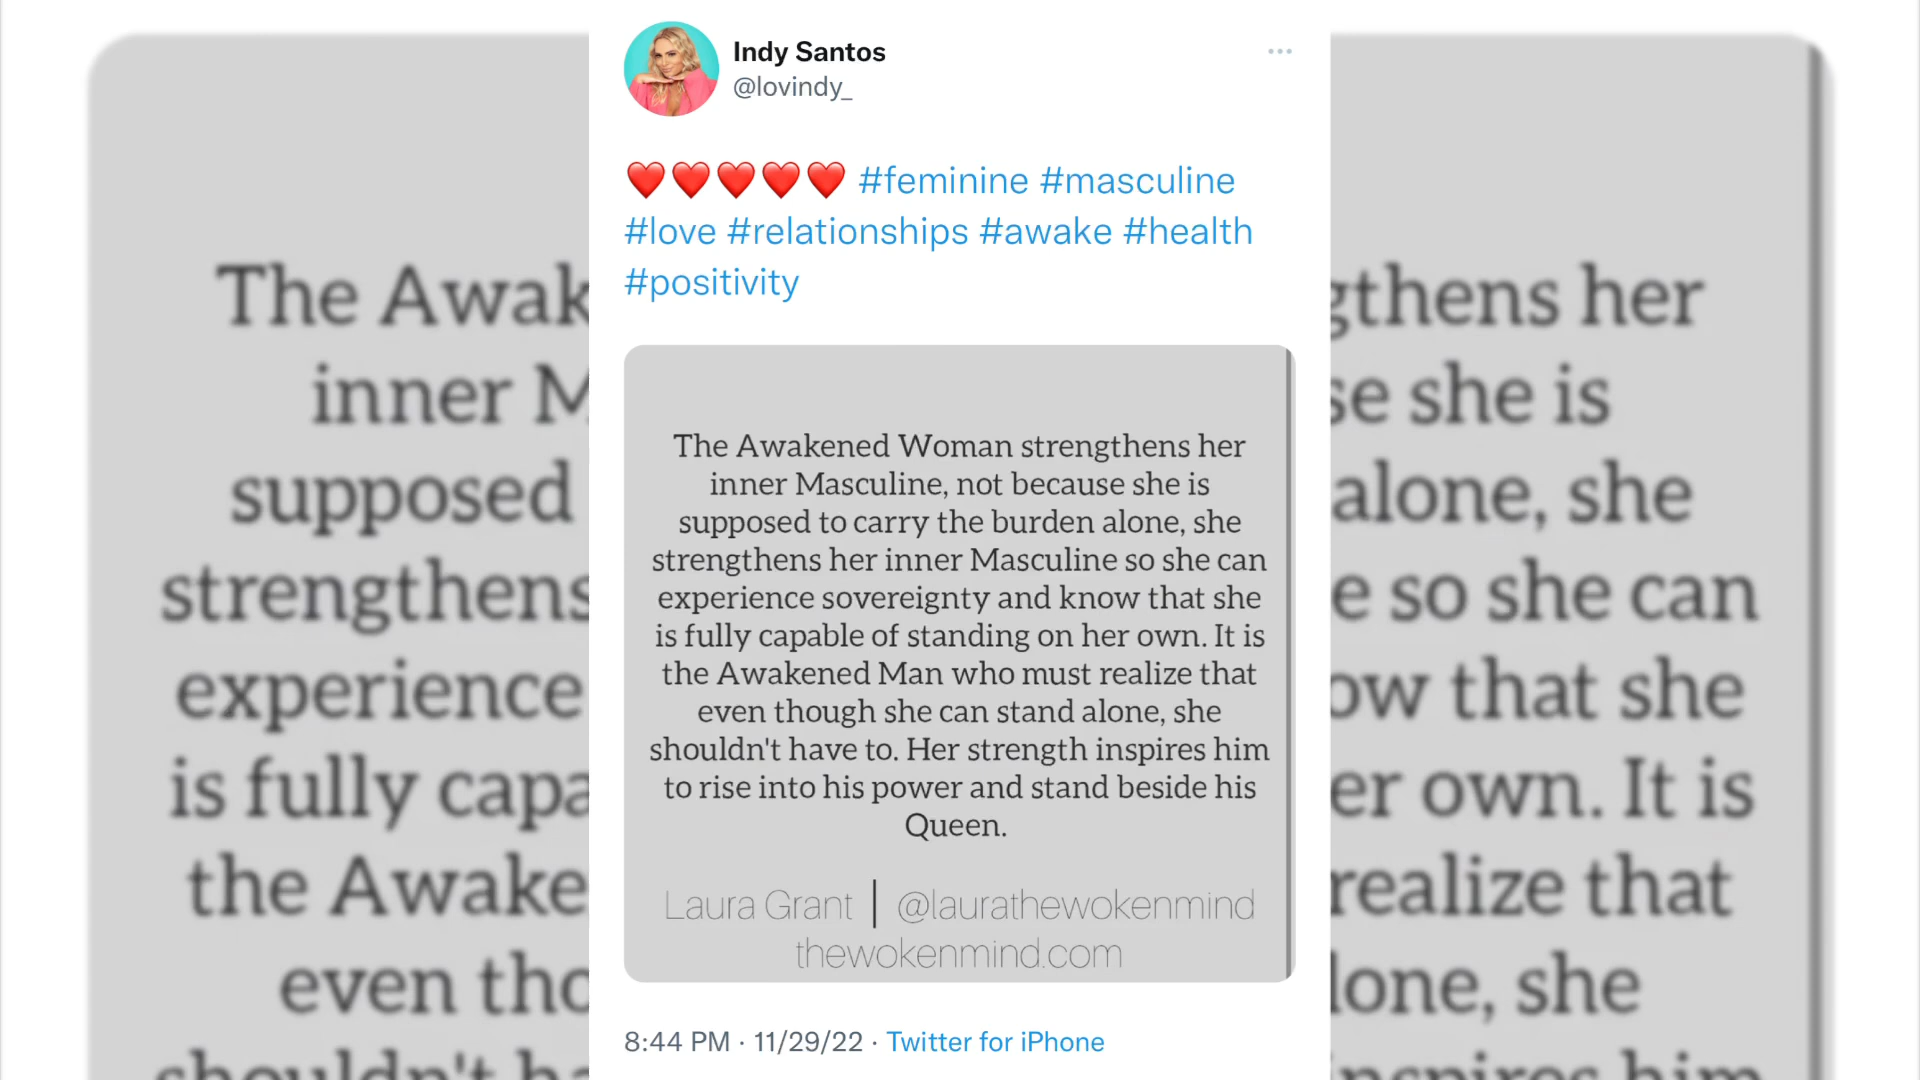 Indy Santos
@lovindy_
❤️❤️❤️❤️❤️ #feminine #masculine
#love #relationships #awake #health
#positivity
The Awakened Woman strengthens her
inner Masculine, not because she is
supposed to carry the burden alone, she
strengthens her inner Masculine so she can
experience sovereignty and know that she
is fully capable of standing on her own. It is
the Awakened Man who must realize that
even though she can stand alone, she
shouldn't have to. Her strength inspires him
to rise into his power and stand beside his
Queen.
Laura Grant | @laurathewokenmind
thewokenmind.com
8:44 PM · 11/29/22 · Twitter for iPhone